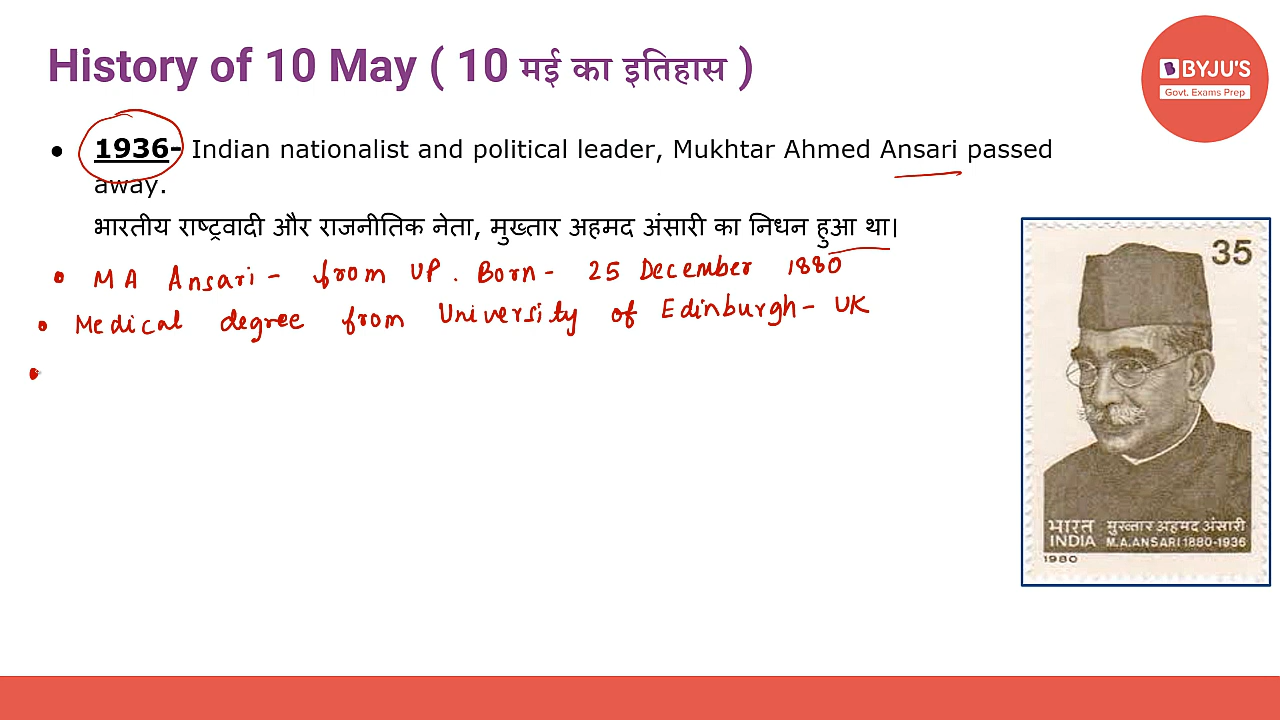 History of 10 May ( 10 मई का इतिहास )
BYJU'S
Govt. Exams Prep
● 1936- Indian nationalist and political leader, Mukhtar Ahmed Ansari passed
away.
भारतीय राष्ट्रवादी और राजनीतिक नेता, मुख्तार अहमद अंसारी का निधन हुआ था।
• MA Ansari - from UP. Born - 25 December 1880
• Medical degree from University of Edinburgh - UK
35
भारत मुख्तार अहमद अंसारी
INDIA M.A.ANSARI 1880-1936
1980